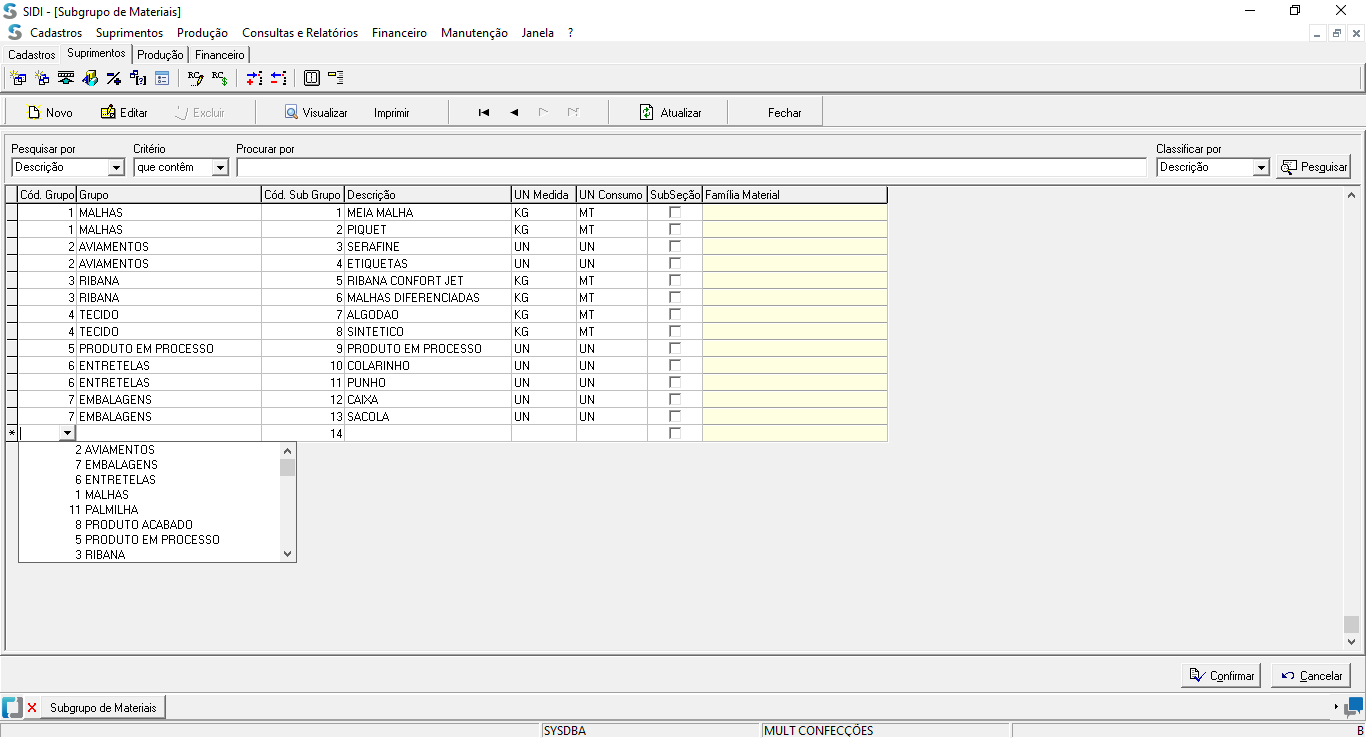 SIDI - [Subgrupo de Materiais]
Cadastros Suprimentos Produção Consultas e Relatórios Financeiro Manutenção Janela ?
Cadastros Suprimentos Produção Financeiro
Novo Editar Excluir Visualizar Imprimir Atualizar Fechar
Pesquisar por Critério Procurar por Classificar por
Descrição que contêm Descrição Pesquisar
Cód. Grupo Grupo Cód. Sub Grupo Descrição UN Medida UN Consumo SubSeção Família Material
1 MALHAS 1 MEIA MALHA KG MT
1 MALHAS 2 PIQUET KG MT
2 AVIAMENTOS 3 SERAFINE UN UN
2 AVIAMENTOS 4 ETIQUETAS UN UN
3 RIBANA 5 RIBANA CONFORT JET KG MT
3 RIBANA 6 MALHAS DIFERENCIADAS KG MT
4 TECIDO 7 ALGODAO KG MT
4 TECIDO 8 SINTETICO KG MT
5 PRODUTO EM PROCESSO 9 PRODUTO EM PROCESSO UN UN
6 ENTRETELAS 10 COLARINHO UN UN
6 ENTRETELAS 11 PUNHO UN UN
7 EMBALAGENS 12 CAIXA UN UN
7 EMBALAGENS 13 SACOLA UN UN
* 14
2 AVIAMENTOS
7 EMBALAGENS
6 ENTRETELAS
1 MALHAS
11 PALMILHA
8 PRODUTO ACABADO
5 PRODUTO EM PROCESSO
3 RIBANA
Confirmar Cancelar
Subgrupo de Materiais
SYSDBA MULT CONFECÇÕES B